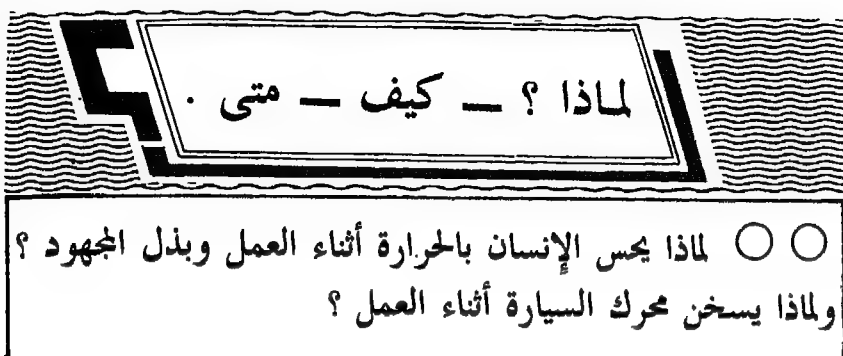 لماذا ؟ — كيف — متى .
○○ لماذا يحس الإنسان بالحرارة أثناء العمل وبذل المجهود ؟
ولماذا يسخن محرك السيارة أثناء العمل ؟